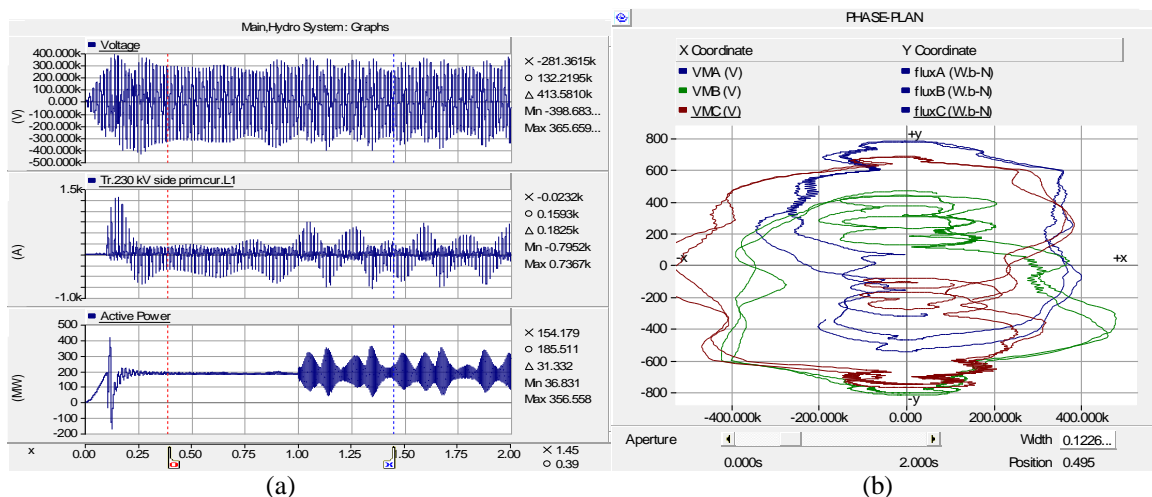 Main,Hydro System : Graphs
Voltage
400.000k
300.000k
200.000k
100.000k
0.000
-100.000k
-200.000k
-300.000k
-400.000k
-500.000k
(V)
× -281.3615k
○ 132.2195k
Δ 413.5810k
Min -398.683...
Max 365.659...
Tr.230 kV side prim.cur.L1
1.5k
-1.0k
(A)
× -0.0232k
○ 0.1593k
Δ 0.1825k
Min -0.7952k
Max 0.7367k
Active Power
500
400
300
200
100
0
-100
-200
(MW)
× 154.179
○ 185.511
Δ 31.332
Min 36.831
Max 356.558
x 0.00 0.25 0.50 0.75 1.00 1.25 1.50 1.75 2.00
× 1.45
○ 0.39
(a)
PHASE-PLAN
X Coordinate Y Coordinate
VMA (V) fluxA (W.b-N)
VMB (V) fluxB (W.b-N)
VMC (V) fluxC (W.b-N)
+y
800
600
400
200
0
-x +x
-200
-400
-600
-800
-y
-400.000k -200.000k 0.000 200.000k 400.000k
Aperture Width 0.1226...
0.000s 2.000s Position 0.495
(b)